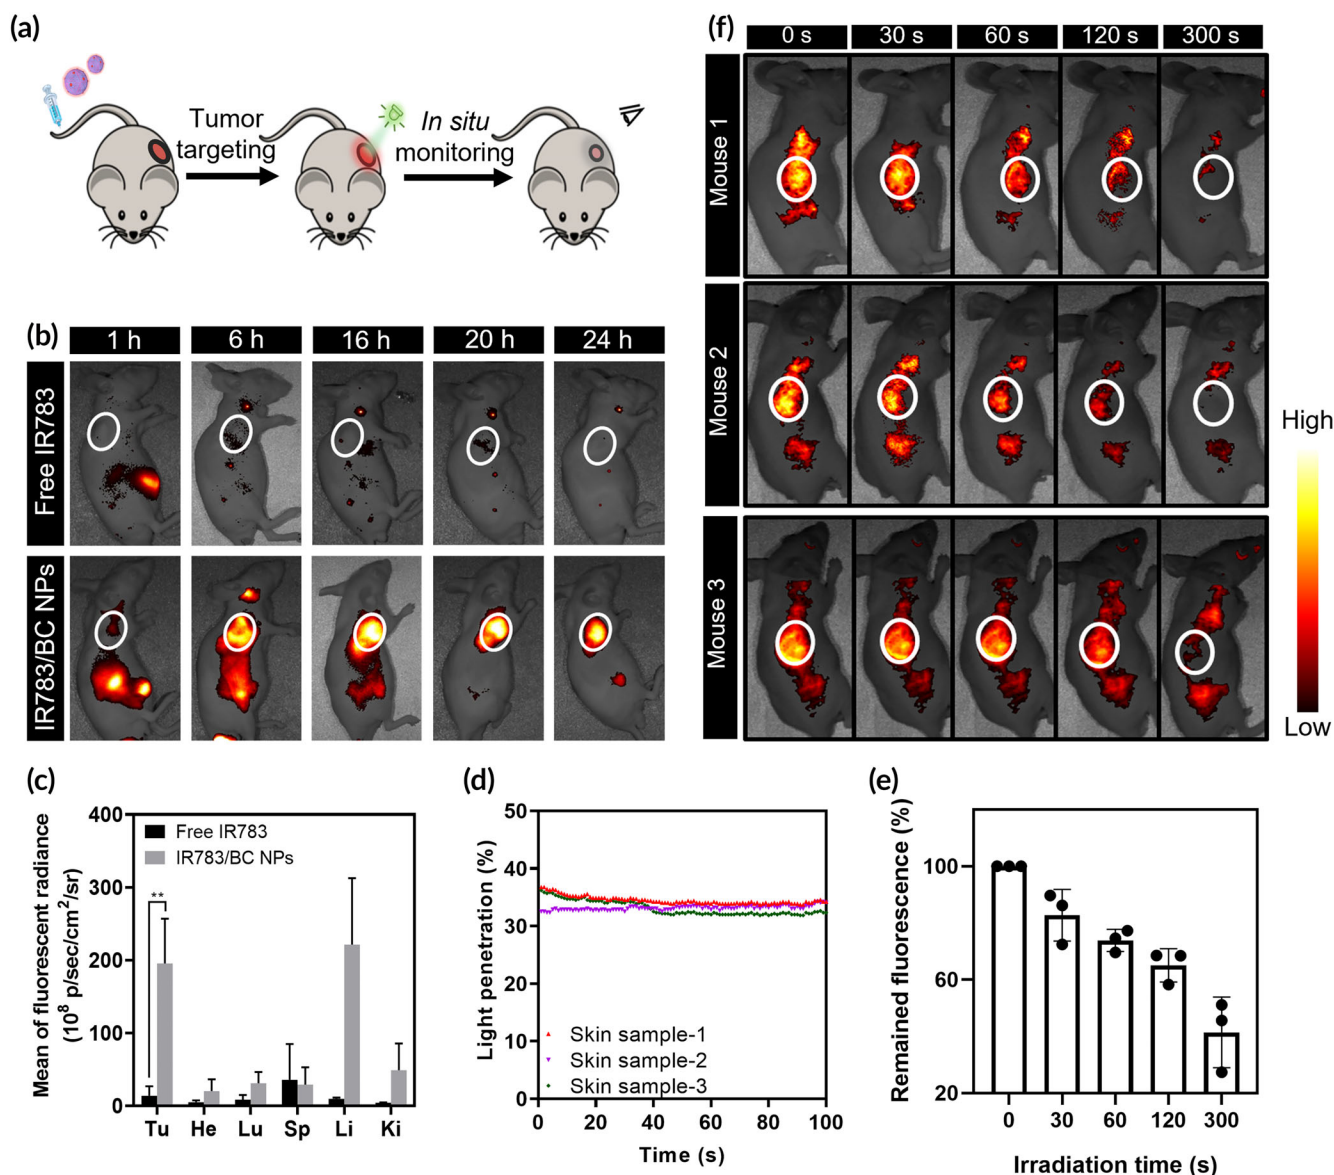 (a)
Tumor
targeting
In situ
monitoring
(b)
1 h
6 h
16 h
20 h
24 h
Free IR783
IR783/BC NPs
(f)
0 s
30 s
60 s
120 s
300 s
Mouse 1
Mouse 2
Mouse 3
High
Low
(c)
Mean of fluorescent radiance
(10⁸ p/sec/cm²/sr)
400
300
200
100
0
Free IR783
IR783/BC NPs
**
Tu
He
Lu
Sp
Li
Ki
(d)
Light penetration (%)
50
40
30
20
10
0
Skin sample-1
Skin sample-2
Skin sample-3
0
20
40
60
80
100
Time (s)
(e)
Remained fluorescence (%)
100
60
20
0
30
60
120
300
Irradiation time (s)